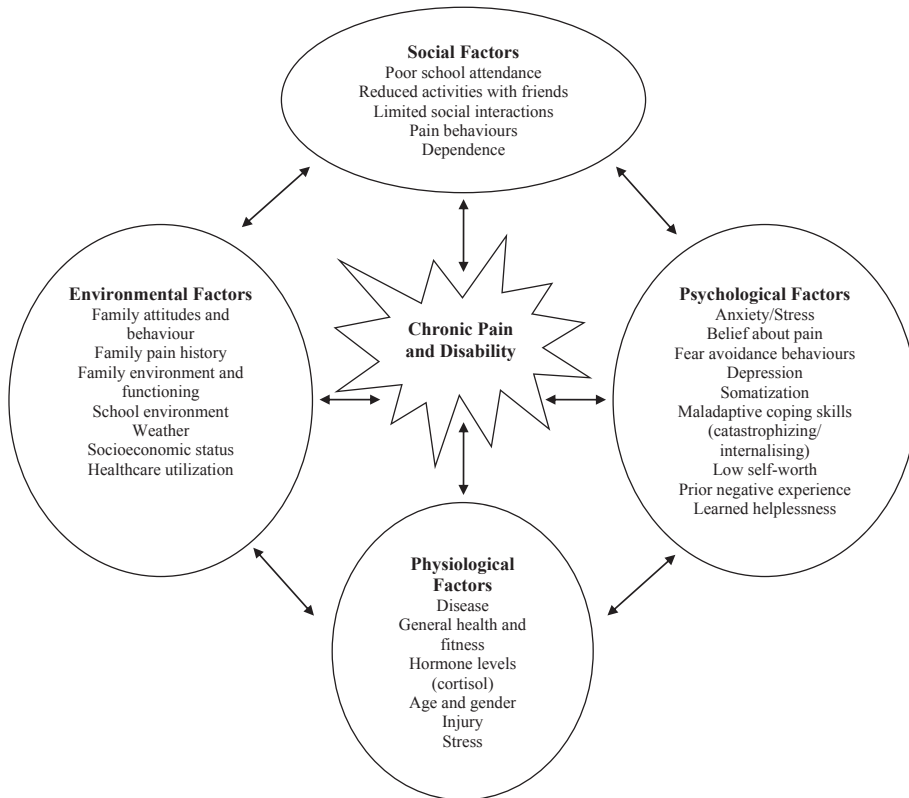 Social Factors
Poor school attendance
Reduced activities with friends
Limited social interactions
Pain behaviours
Dependence
Environmental Factors
Family attitudes and
behaviour
Family pain history
Family environment and
functioning
School environment
Weather
Socioeconomic status
Healthcare utilization
Chronic Pain
and Disability
Psychological Factors
Anxiety/Stress
Belief about pain
Fear avoidance behaviours
Depression
Somatization
Maladaptive coping skills
(catastrophizing/
internalising)
Low self-worth
Prior negative experience
Learned helplessness
Physiological
Factors
Disease
General health and
fitness
Hormone levels
(cortisol)
Age and gender
Injury
Stress